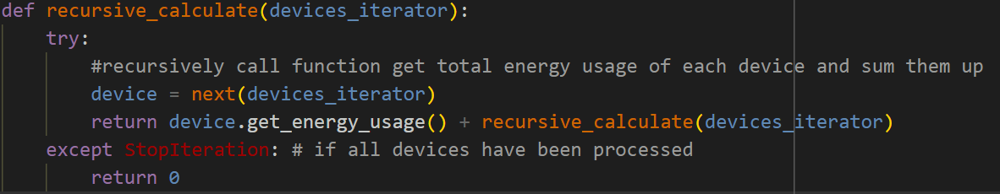 def recursive_calculate(devices_iterator):
    try:
        #recursively call function get total energy usage of each device and sum them up
        device = next(devices_iterator)
        return device.get_energy_usage() + recursive_calculate(devices_iterator)
    except StopIteration: # if all devices have been processed
        return 0